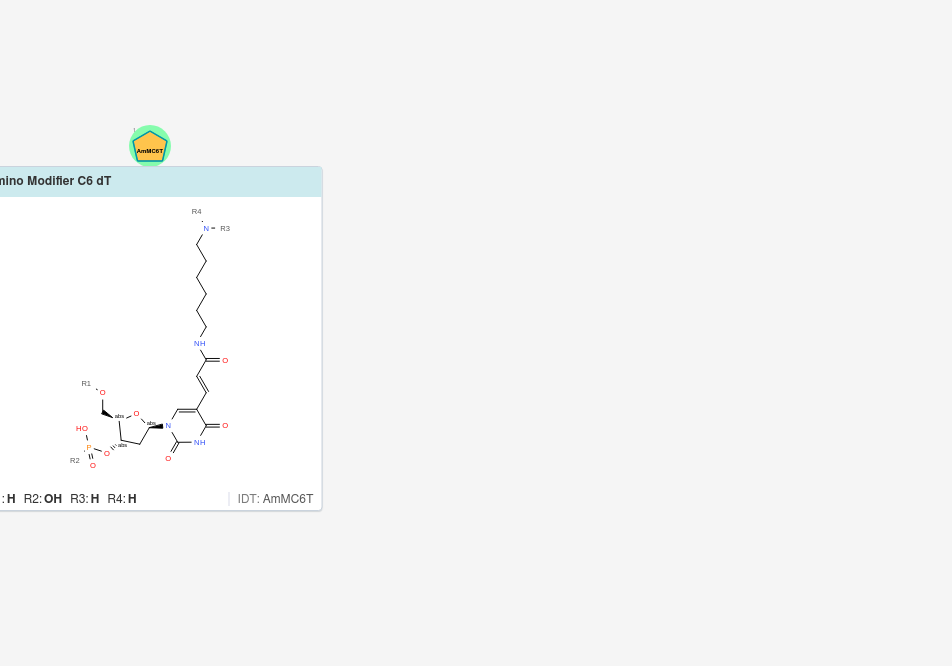 AmMC6T
mino Modifier C6 dT
R4
N
R3
NH
O
R1
O
abs
O
abs
N
O
HO
abs
NH
P
O
R2
O
O
: H R2: OH R3: H R4: H
IDT: AmMC6T